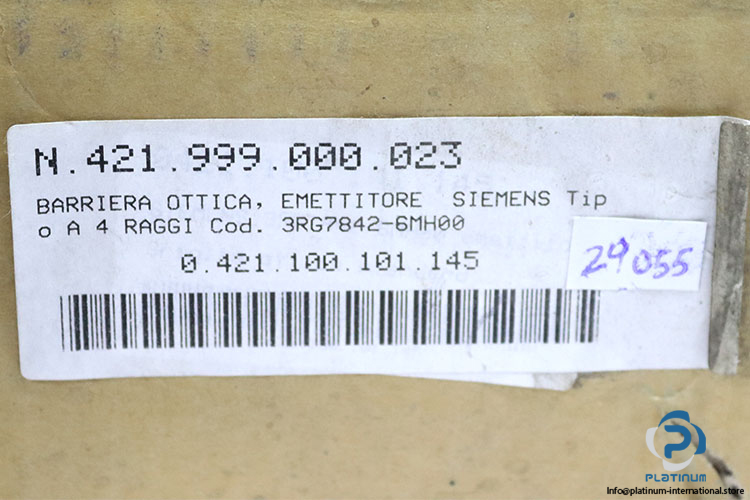 N.421.999.000.023
BARRIERA OTTICA, EMETTITORE SIEMENS Tip
o A 4 RAGGI Cod. 3RG7842-6MH00
0.421.100.101.145
29055
PLATINUM
Info@platinum-international.store